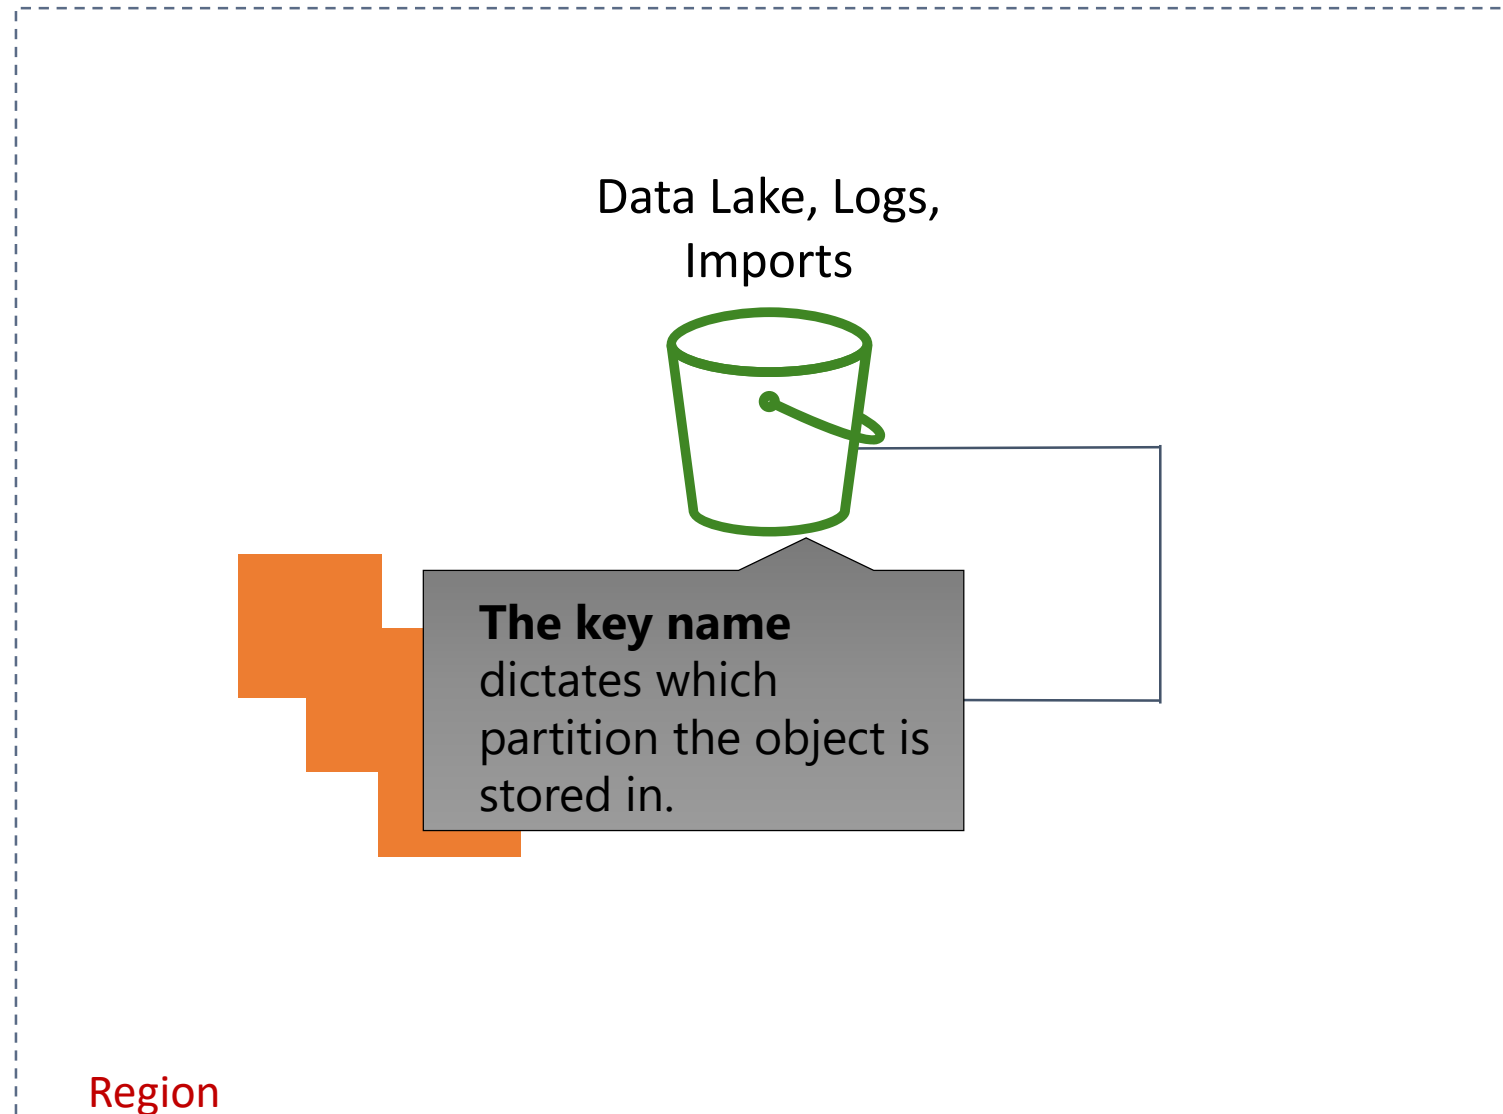 Data Lake, Logs,
Imports
The key name
dictates which
partition the object is
stored in.
Region